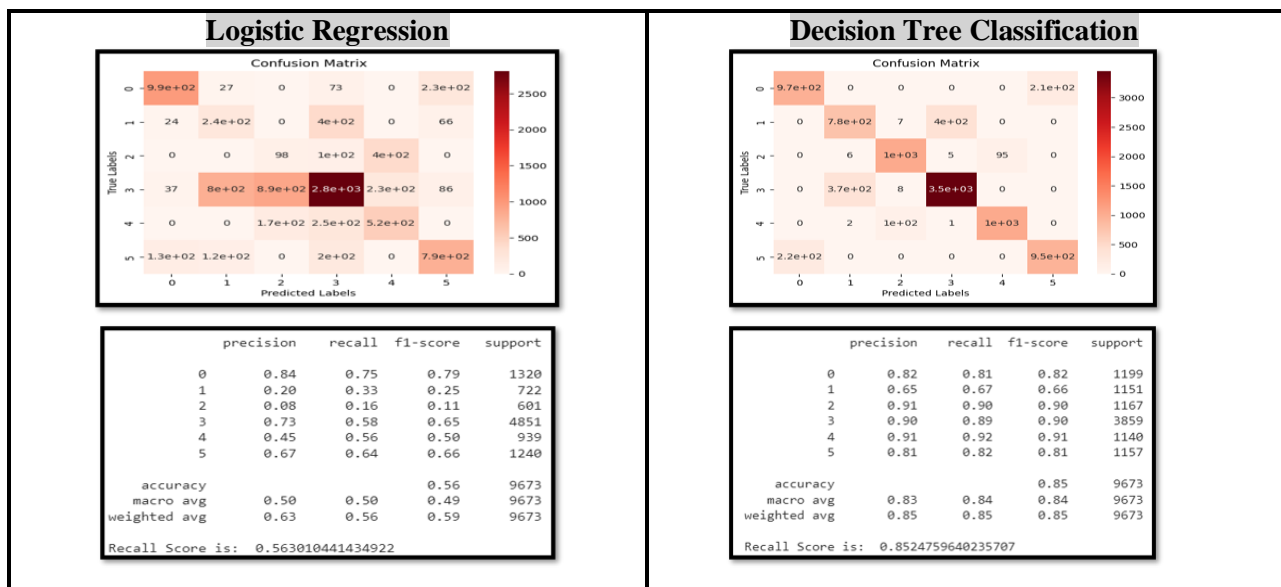 Logistic Regression
Confusion Matrix
0 9.9e+02 27 0 73 0 2.3e+02
1 24 2.4e+02 0 4e+02 0 66
2 0 0 98 1e+02 4e+02 0
3 37 8e+02 8.9e+02 2.8e+03 2.3e+02 86
4 0 0 1.7e+02 2.5e+02 5.2e+02 0
5 1.3e+02 1.2e+02 0 2e+02 0 7.9e+02
0 1 2 3 4 5
Predicted Labels
True Labels
2500
2000
1500
1000
500
0
precision recall f1-score support
0 0.84 0.75 0.79 1320
1 0.20 0.33 0.25 722
2 0.08 0.16 0.11 601
3 0.73 0.58 0.65 4851
4 0.45 0.56 0.50 939
5 0.67 0.64 0.66 1240
accuracy 0.56 9673
macro avg 0.50 0.50 0.49 9673
weighted avg 0.63 0.56 0.59 9673
Recall Score is: 0.563010441434922
Decision Tree Classification
Confusion Matrix
0 9.7e+02 0 0 0 0 2.1e+02
1 0 7.8e+02 7 4e+02 0 0
2 0 6 1e+03 5 95 0
3 0 3.7e+02 8 3.5e+03 0 0
4 0 2 1e+02 1 1e+03 0
5 2.2e+02 0 0 0 0 9.5e+02
0 1 2 3 4 5
Predicted Labels
True Labels
3000
2500
2000
1500
1000
500
0
precision recall f1-score support
0 0.82 0.81 0.82 1199
1 0.65 0.67 0.66 1151
2 0.91 0.90 0.90 1167
3 0.90 0.89 0.90 3859
4 0.91 0.92 0.91 1140
5 0.81 0.82 0.81 1157
accuracy 0.85 9673
macro avg 0.83 0.84 0.84 9673
weighted avg 0.85 0.85 0.85 9673
Recall Score is: 0.8524759640235707